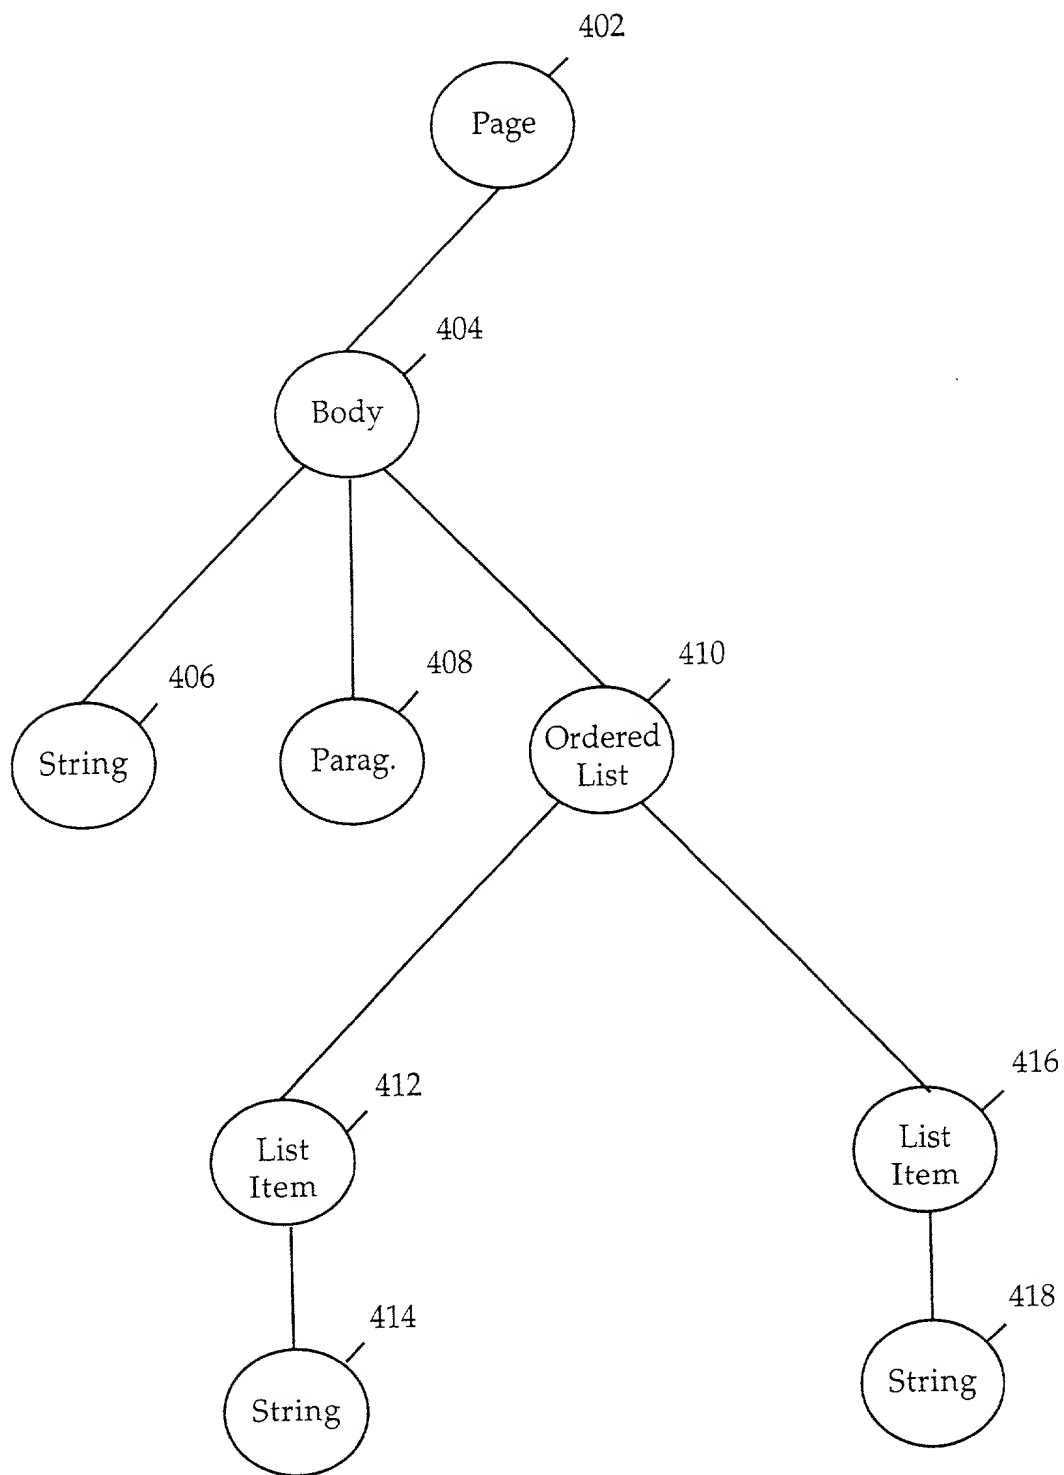 402
Page
404
Body
406
String
408
Parag.
410
Ordered
List
412
List
Item
416
List
Item
414
String
418
String